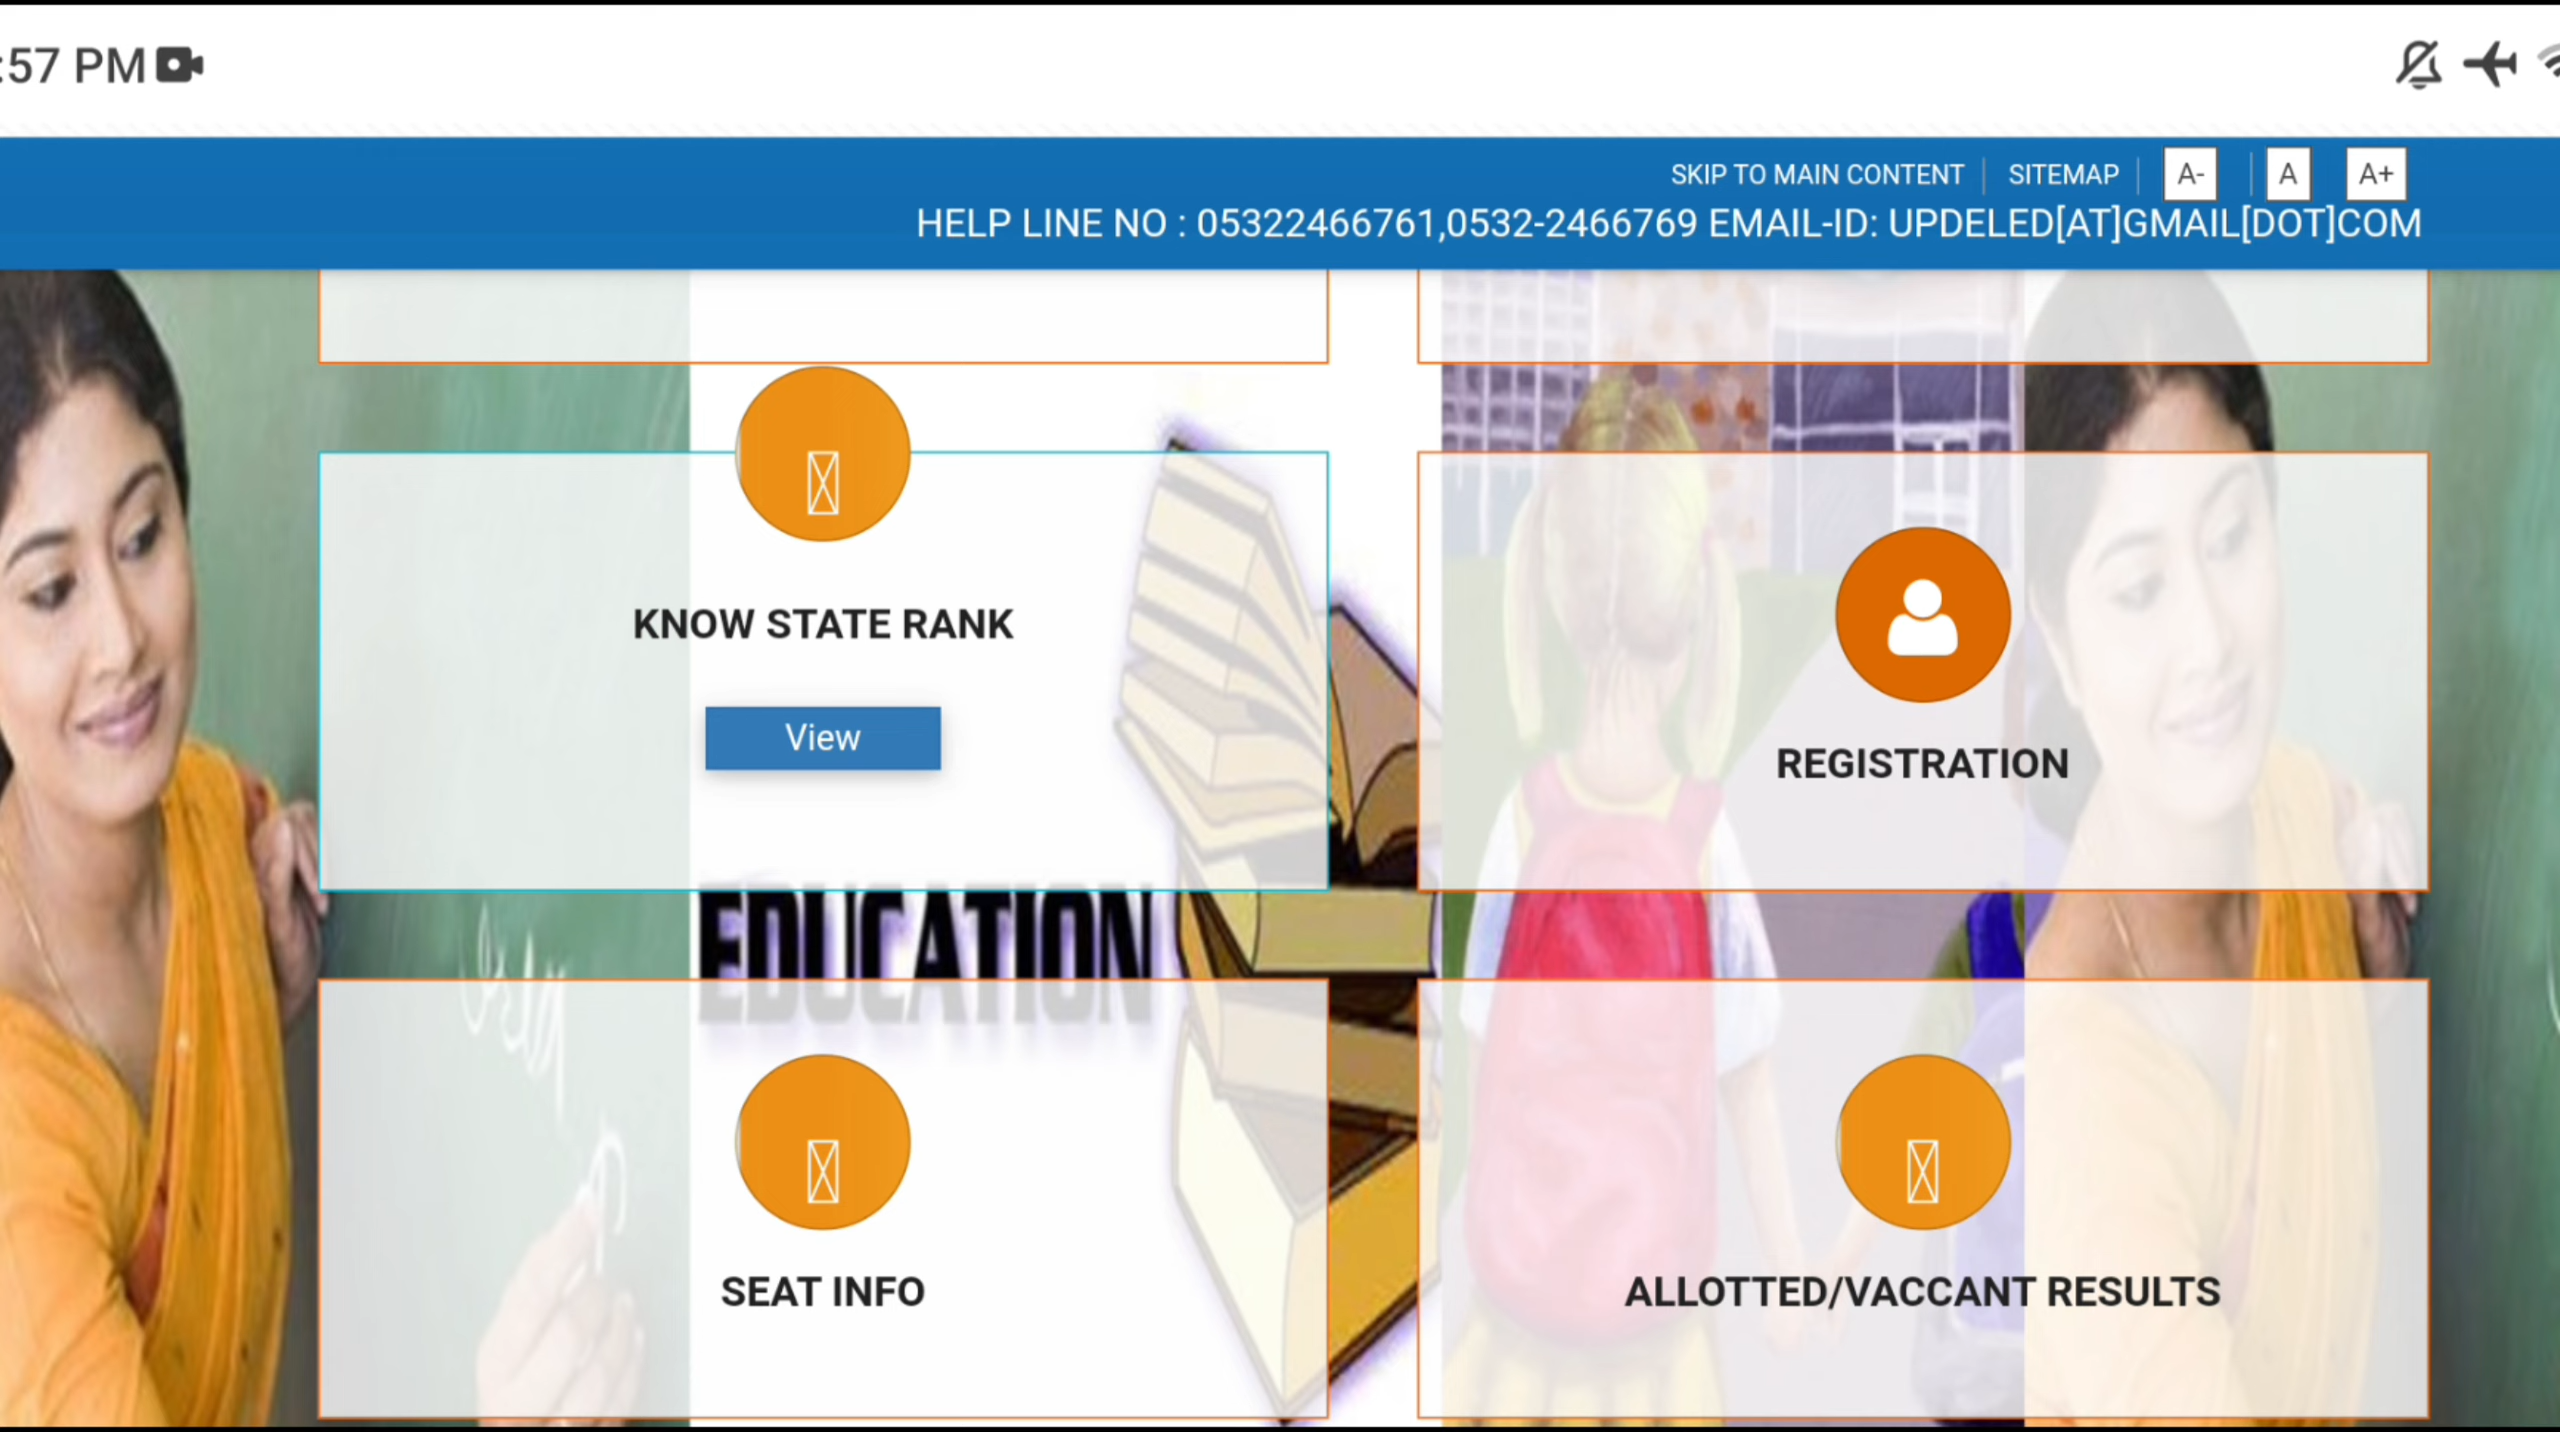 :57 PM
SKIP TO MAIN CONTENT SITEMAP A- A A+
HELP LINE NO : 05322466761,0532-2466769 EMAIL-ID: UPDELED[AT]GMAIL[DOT]COM
KNOW STATE RANK
View
REGISTRATION
EDUCATION
SEAT INFO
ALLOTTED/VACCANT RESULTS